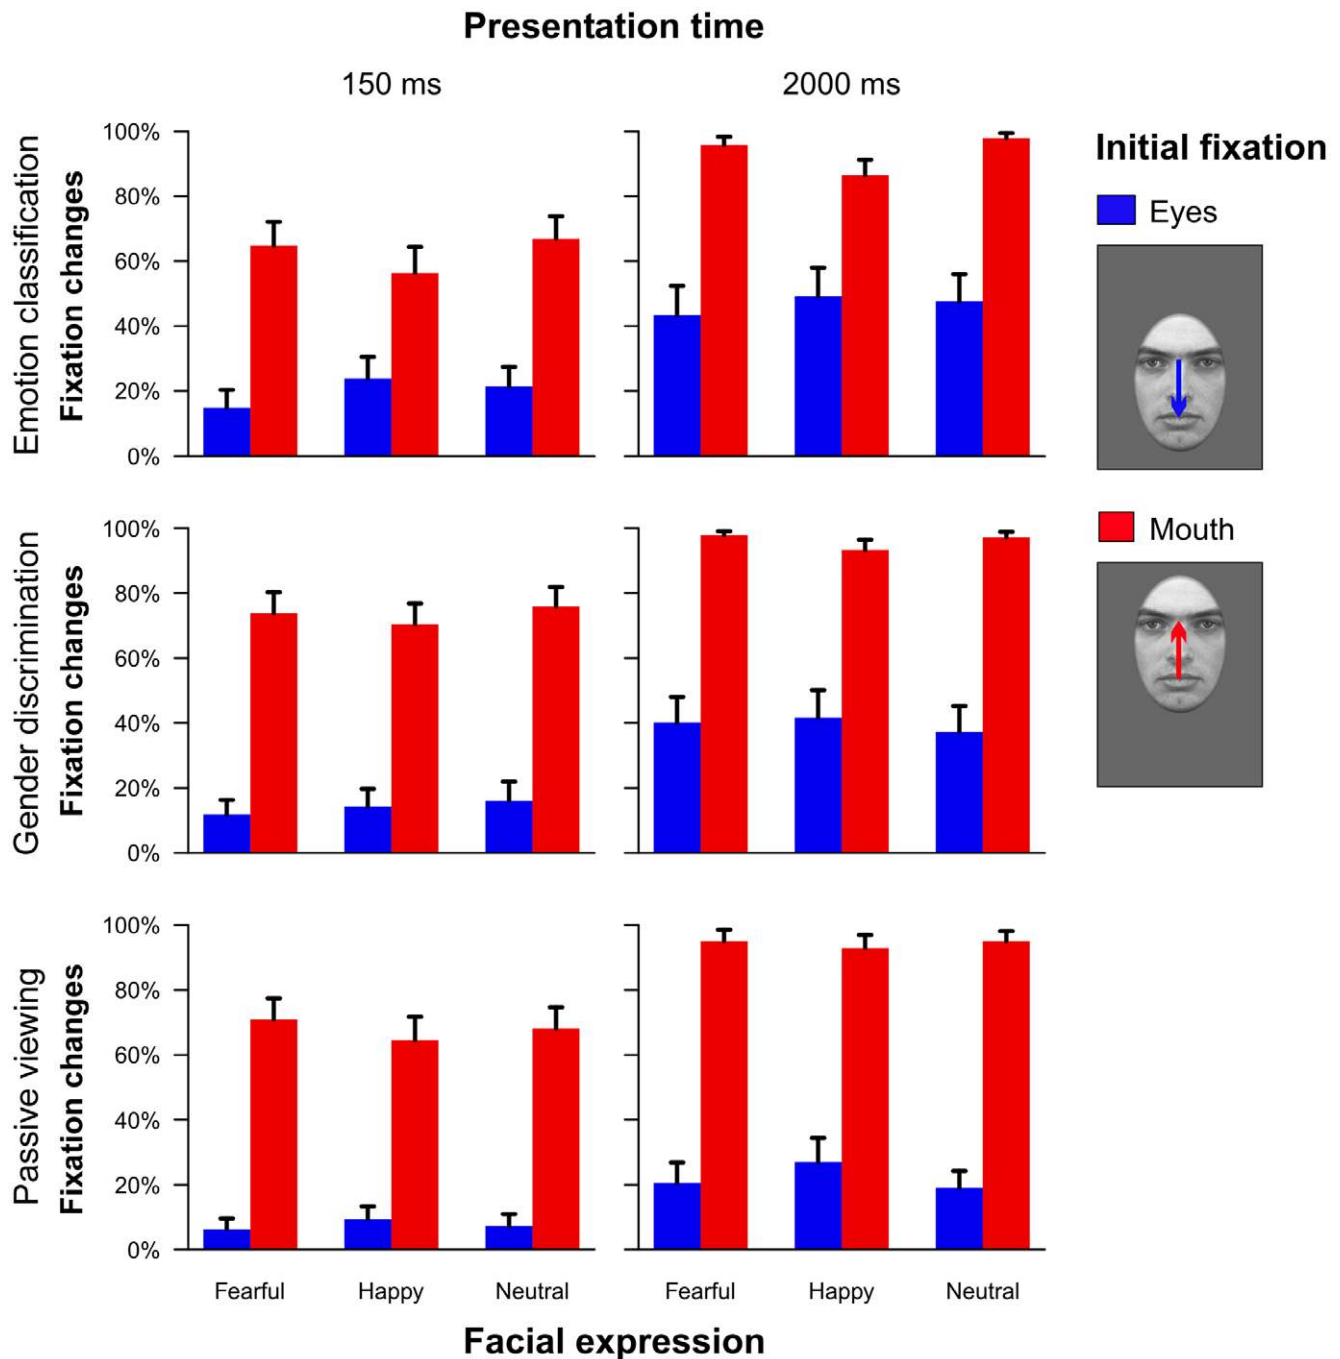 Presentation time
150 ms
2000 ms
Emotion classification
Fixation changes
100%
80%
60%
40%
20%
0%
Initial fixation
Eyes
Mouth
Gender discrimination
Fixation changes
100%
80%
60%
40%
20%
0%
Passive viewing
Fixation changes
100%
80%
60%
40%
20%
0%
Fearful Happy Neutral
Fearful Happy Neutral
Facial expression